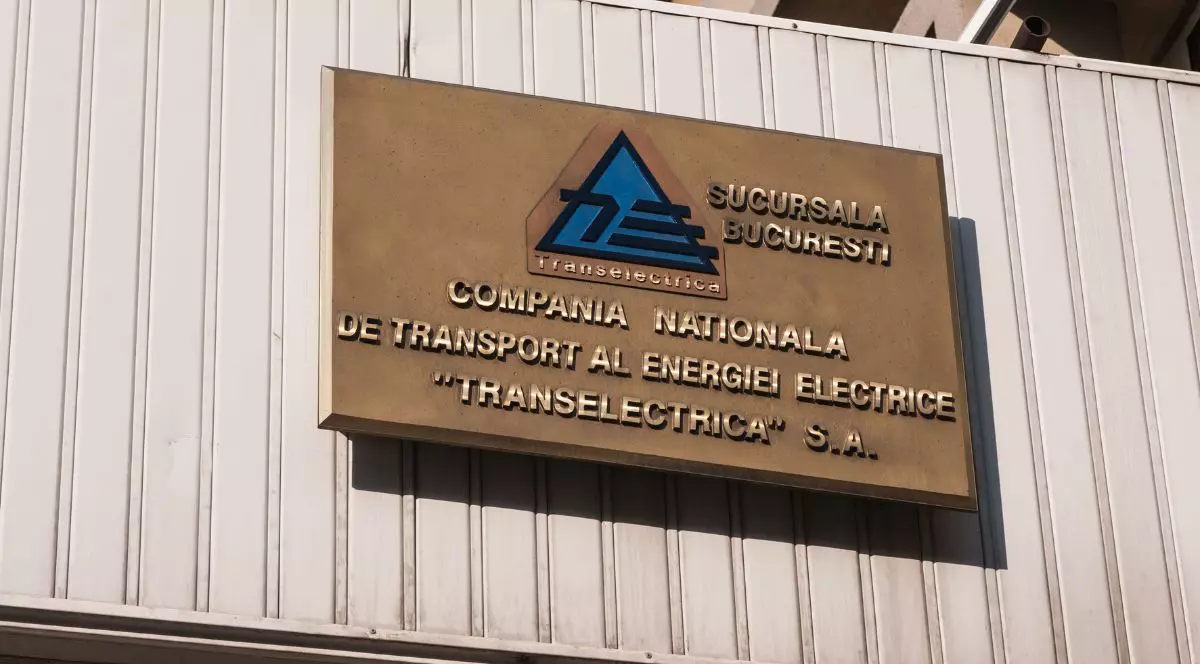 SUCURSALA
BUCURESTI
Transelectrica
COMPANIA NATIONALA
DE TRANSPORT AL ENERGIEI ELECTRICE
"TRANSELECTRICA" S.A.